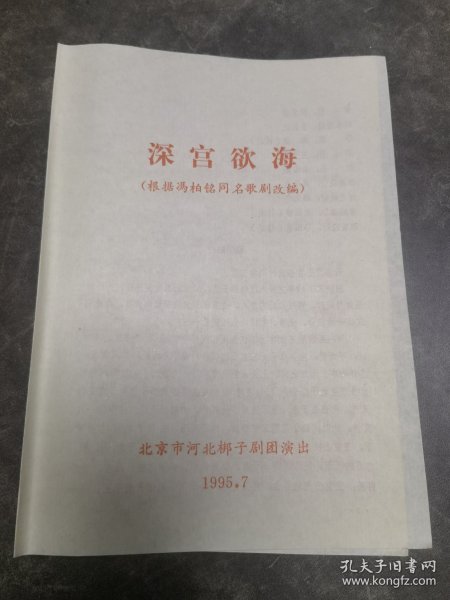 深宫欲海
(根据冯柏铭同名歌剧改编)
北京市河北梆子剧团演出
1995.7
孔夫子旧书网
www.kongfz.com